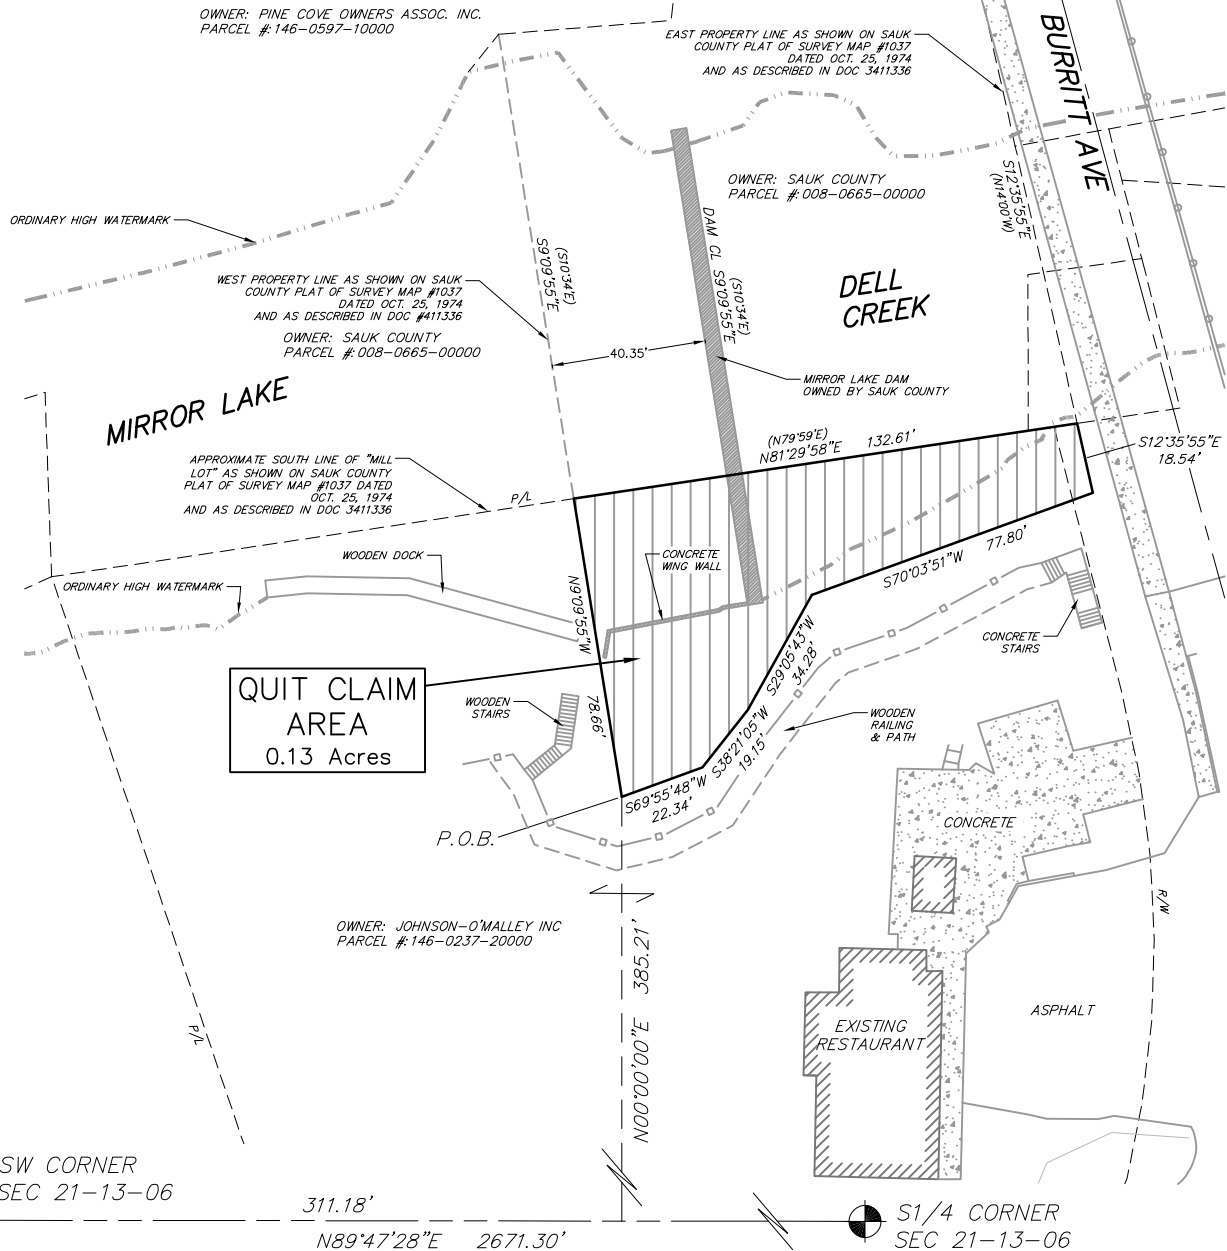 OWNER: PINE COVE OWNERS ASSOC. INC.
PARCEL #:146-0597-10000
EAST PROPERTY LINE AS SHOWN ON SAUK
COUNTY PLAT OF SURVEY MAP #1037
DATED OCT. 25, 1974
AND AS DESCRIBED IN DOC 3411336
BURRITT AVE
OWNER: SAUK COUNTY
PARCEL #:008-0665-00000
S12°35'55"E
(N14°00'W)
ORDINARY HIGH WATERMARK
(S10°34'E)
S9°09'55"E
DAM CL S9°09'55"E
(S10°34'E)
WEST PROPERTY LINE AS SHOWN ON SAUK
COUNTY PLAT OF SURVEY MAP #1037
DATED OCT. 25, 1974
AND AS DESCRIBED IN DOC #411336
OWNER: SAUK COUNTY
PARCEL #:008-0665-00000
DELL
CREEK
40.35'
MIRROR LAKE DAM
OWNED BY SAUK COUNTY
MIRROR LAKE
(N79°59'E)
N81°29'58"E 132.61'
S12°35'55"E
18.54'
APPROXIMATE SOUTH LINE OF "MILL
LOT" AS SHOWN ON SAUK COUNTY
PLAT OF SURVEY MAP #1037 DATED
OCT. 25, 1974
AND AS DESCRIBED IN DOC 3411336
P/L
WOODEN DOCK
CONCRETE
WING WALL
S70°03'51"W 77.80'
ORDINARY HIGH WATERMARK
N9°09'55"W 78.66'
CONCRETE
STAIRS
S29°05'43"W
34.28'
QUIT CLAIM
AREA
0.13 Acres
WOODEN
STAIRS
WOODEN
RAILING
& PATH
S38°21'05"W
19.15'
S69°55'48"W
22.34'
P.O.B.
CONCRETE
R/W
OWNER: JOHNSON-O'MALLEY INC
PARCEL #:146-0237-20000
N00°00'00"E 385.21'
P/L
EXISTING
RESTAURANT
ASPHALT
SW CORNER
SEC 21-13-06
311.18'
N89°47'28"E 2671.30'
S1/4 CORNER
SEC 21-13-06